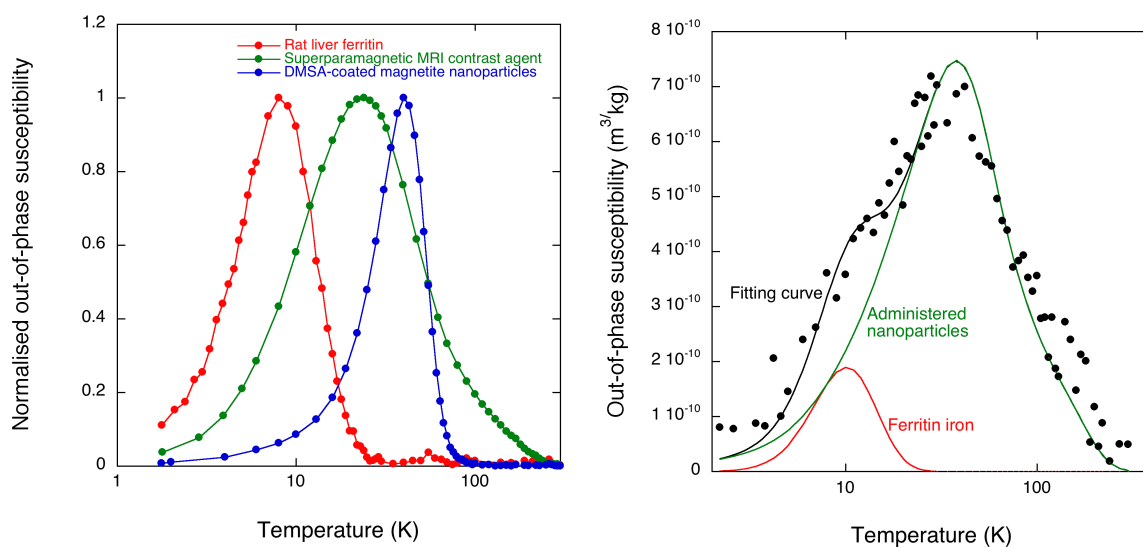 1.2
1
0.8
0.6
0.4
0.2
0
1
10
100
Normalised out-of-phase susceptibility
Temperature (K)
Rat liver ferritin
Superparamagnetic MRI contrast agent
DMSA-coated magnetite nanoparticles
8 10⁻¹⁰
7 10⁻¹⁰
6 10⁻¹⁰
5 10⁻¹⁰
4 10⁻¹⁰
3 10⁻¹⁰
2 10⁻¹⁰
1 10⁻¹⁰
0
10
100
Out-of-phase susceptibility (m³/kg)
Temperature (K)
Fitting curve
Administered
nanoparticles
Ferritin iron